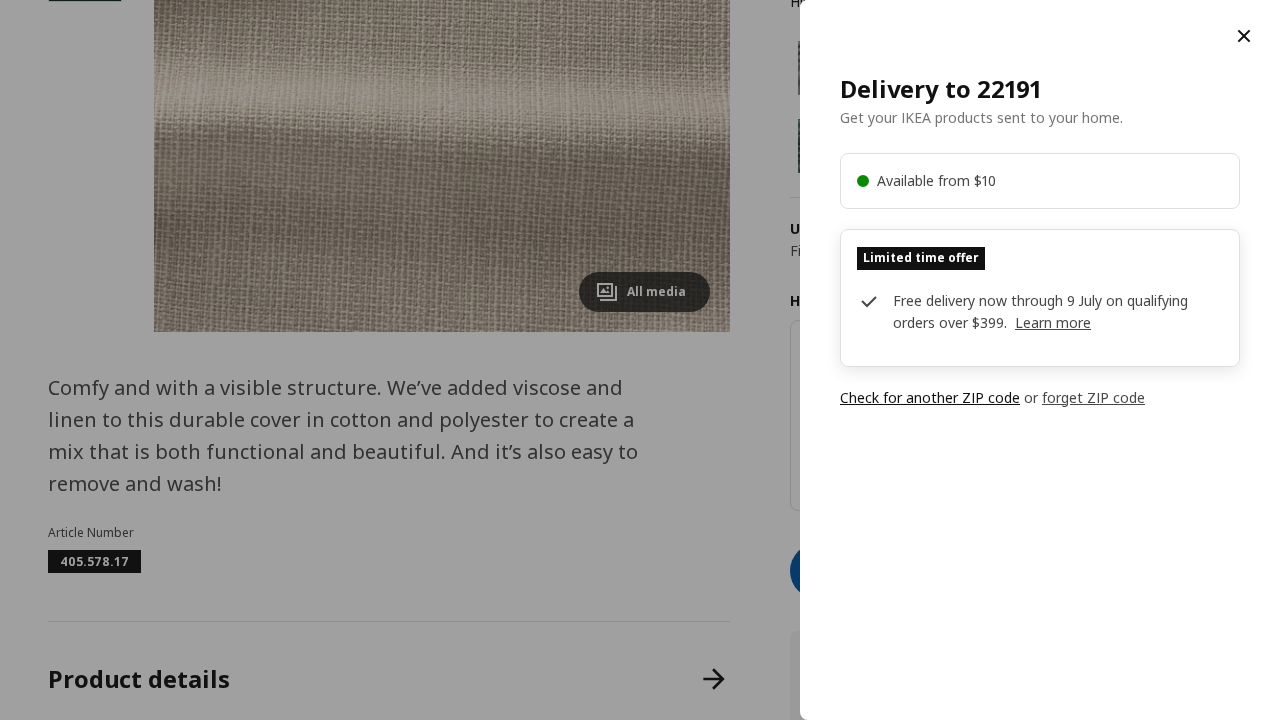 All media
Comfy and with a visible structure. We’ve added viscose and
linen to this durable cover in cotton and polyester to create a
mix that is both functional and beautiful. And it’s also easy to
remove and wash!
Article Number
405.578.17
Product details
Delivery to 22191
Get your IKEA products sent to your home.
Available from $10
Limited time offer
Free delivery now through 9 July on qualifying
orders over $399. Learn more
Check for another ZIP code or forget ZIP code